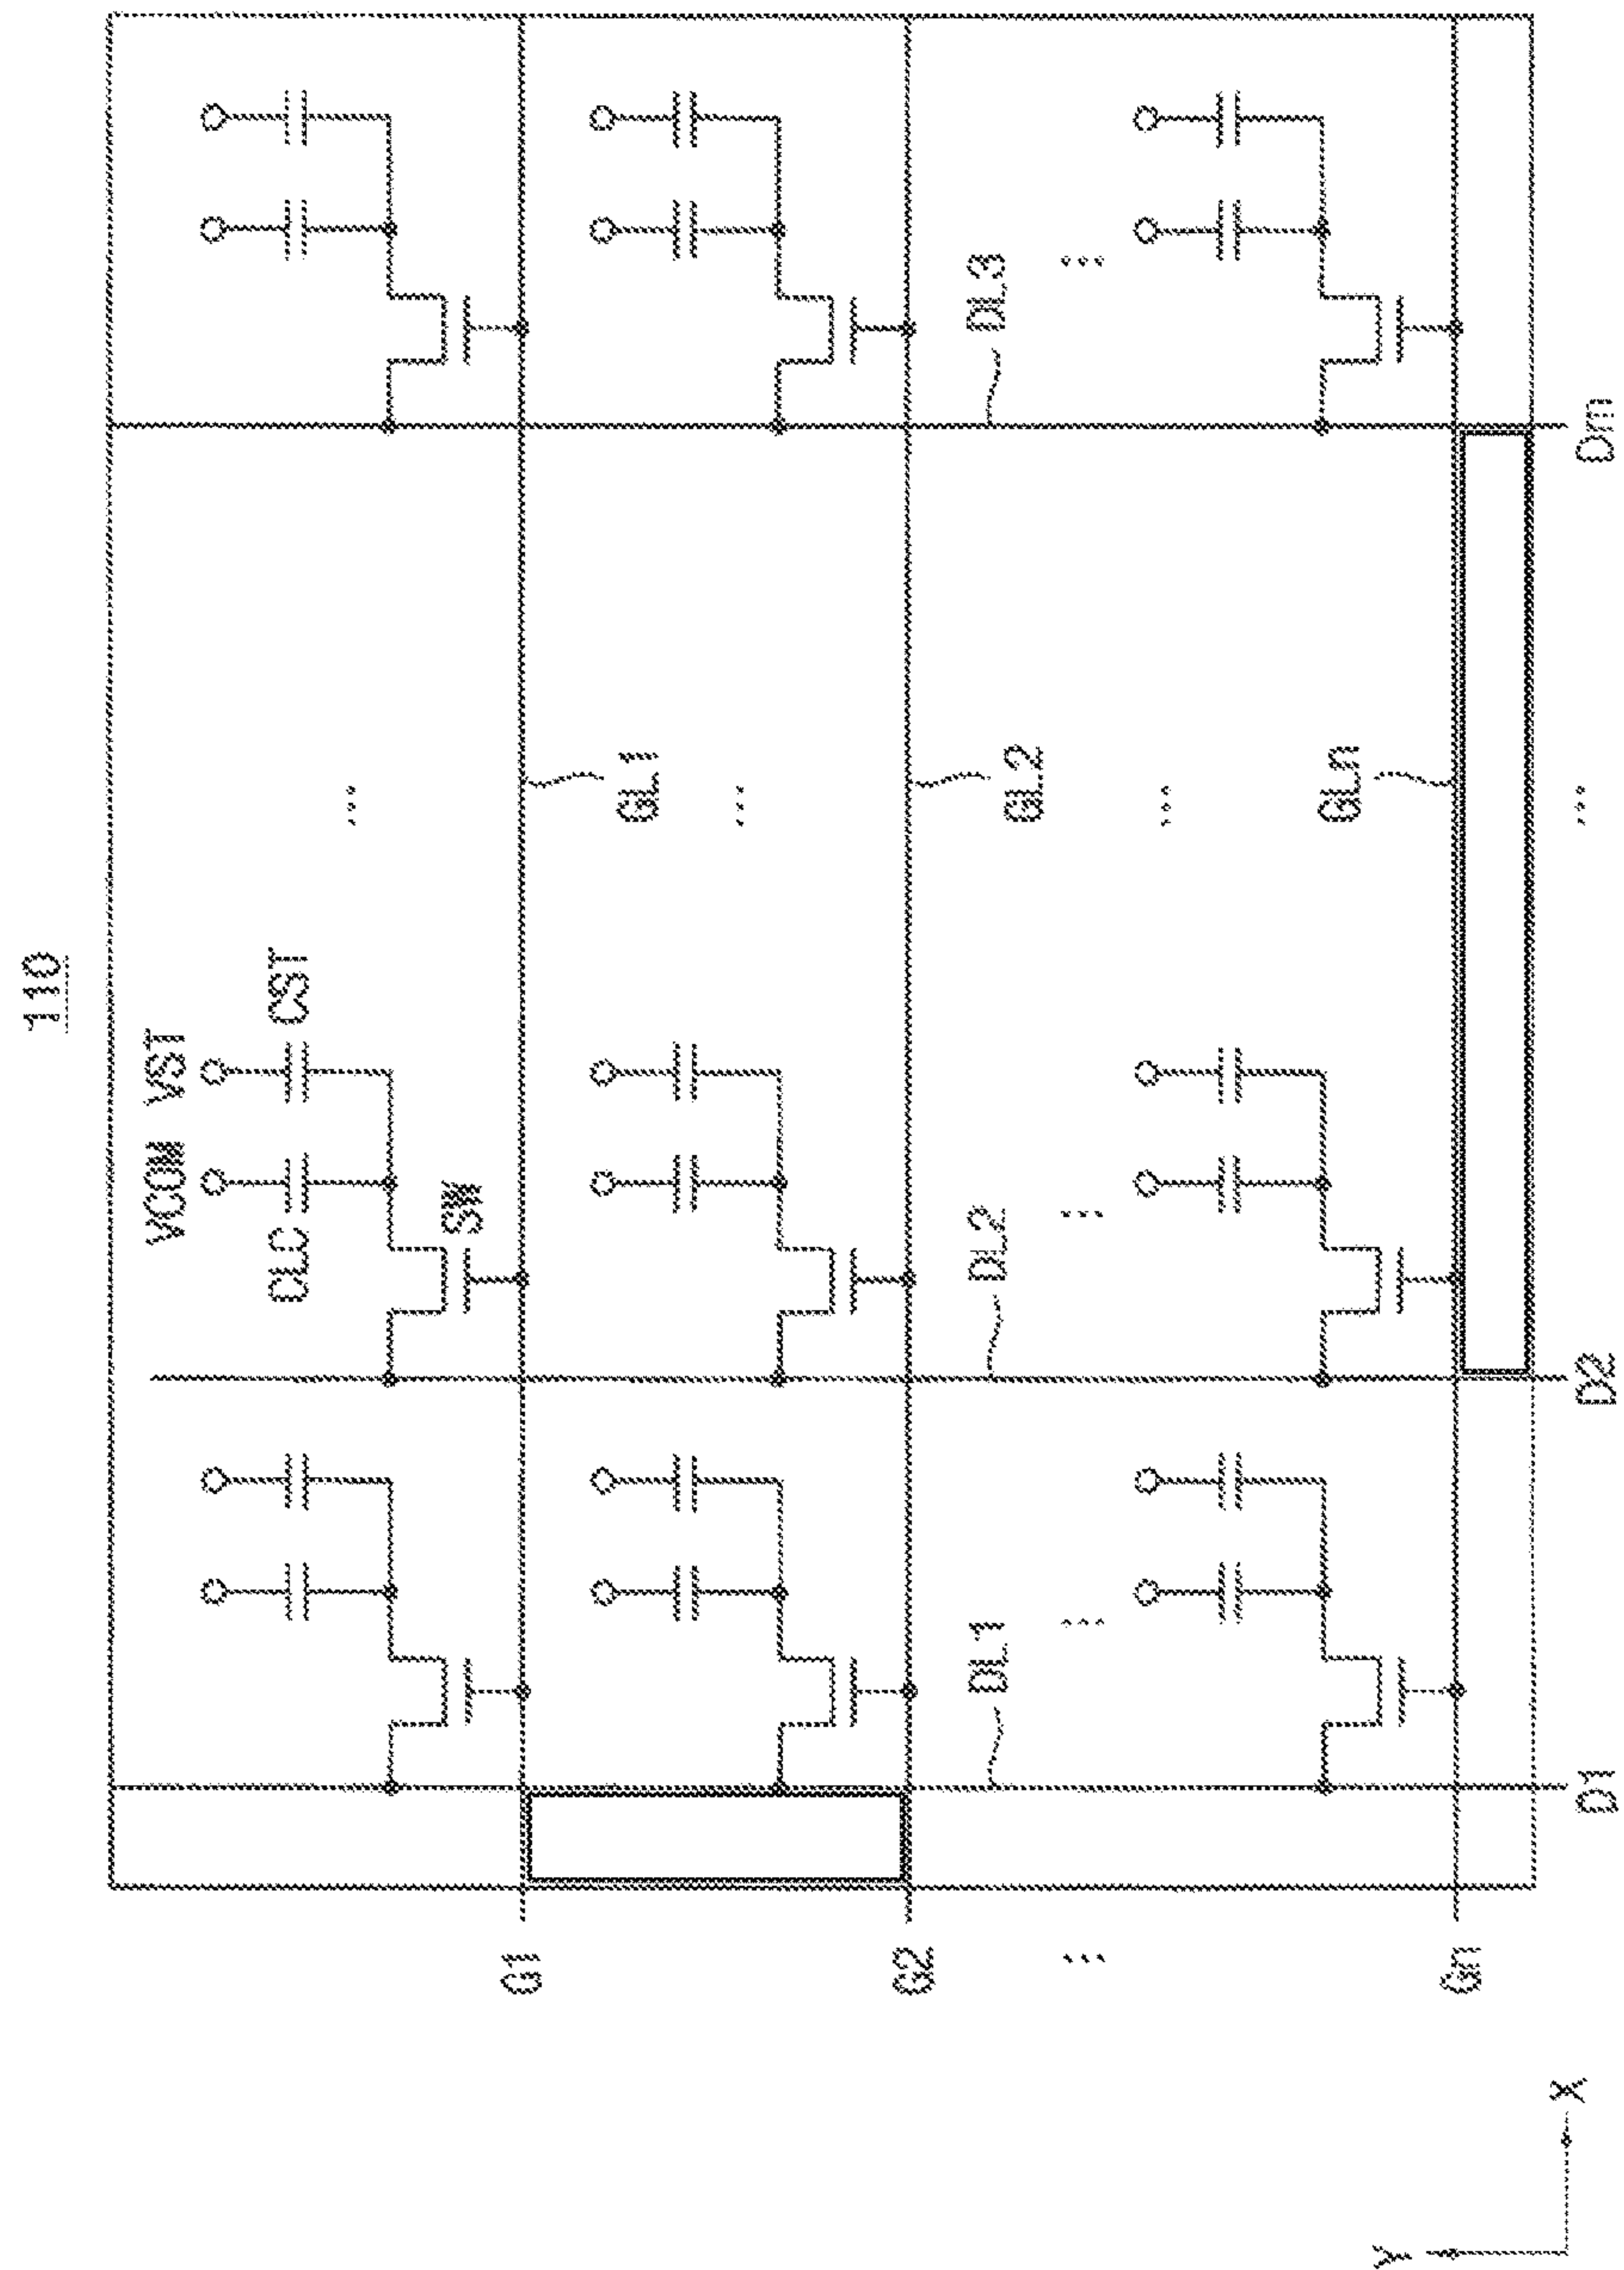 110
VCOM VST
CLC CST
...
SW
G1
GL1
...
G2
DL1 DL2 DL3
GL2
⋮ ⋮ ⋮ ⋮
...
GLn
Y
Gn
X
D1 D2 ... Dm